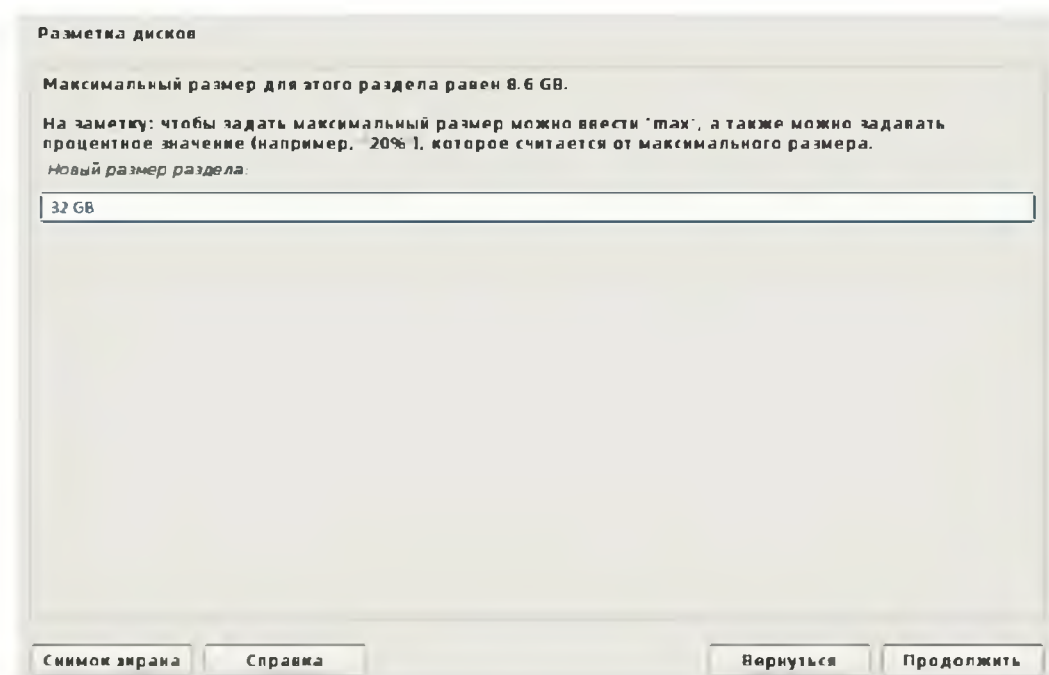 Разметка дисков
Максимальный размер для этого раздела равен 8.6 GB.
На заметку: чтобы задать максимальный размер можно ввести `max`, а также можно задавать
процентное значение (например, `20%`), которое считается от максимального размера.
Новый размер раздела:
32 GB
Снимок экрана
Справка
Вернуться
Продолжить